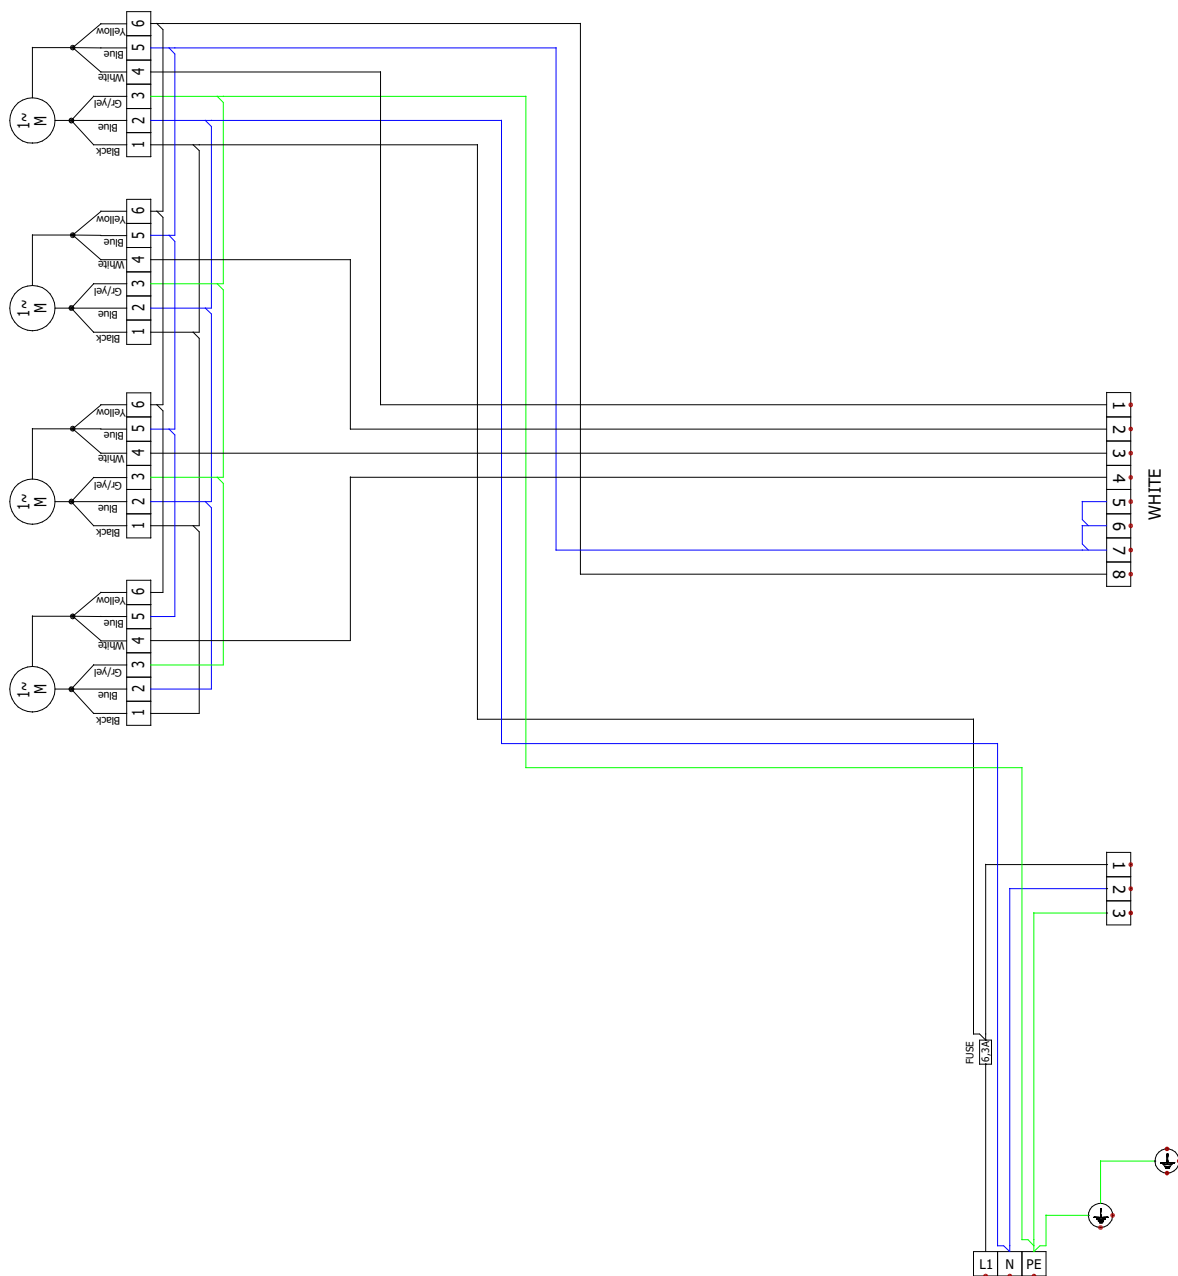 6
Yellow
5
Blue
4
White
3
Gr/yel
2
Blue
1
Black
1~
M
6
Yellow
5
Blue
4
White
3
Gr/yel
2
Blue
1
Black
1~
M
6
Yellow
5
Blue
4
White
3
Gr/yel
2
Blue
1
Black
1~
M
6
Yellow
5
Blue
4
White
3
Gr/yel
2
Blue
1
Black
1~
M
1
2
3
4
5
6
7
8
WHITE
1
2
3
FUSE
6,3A
L1 N PE